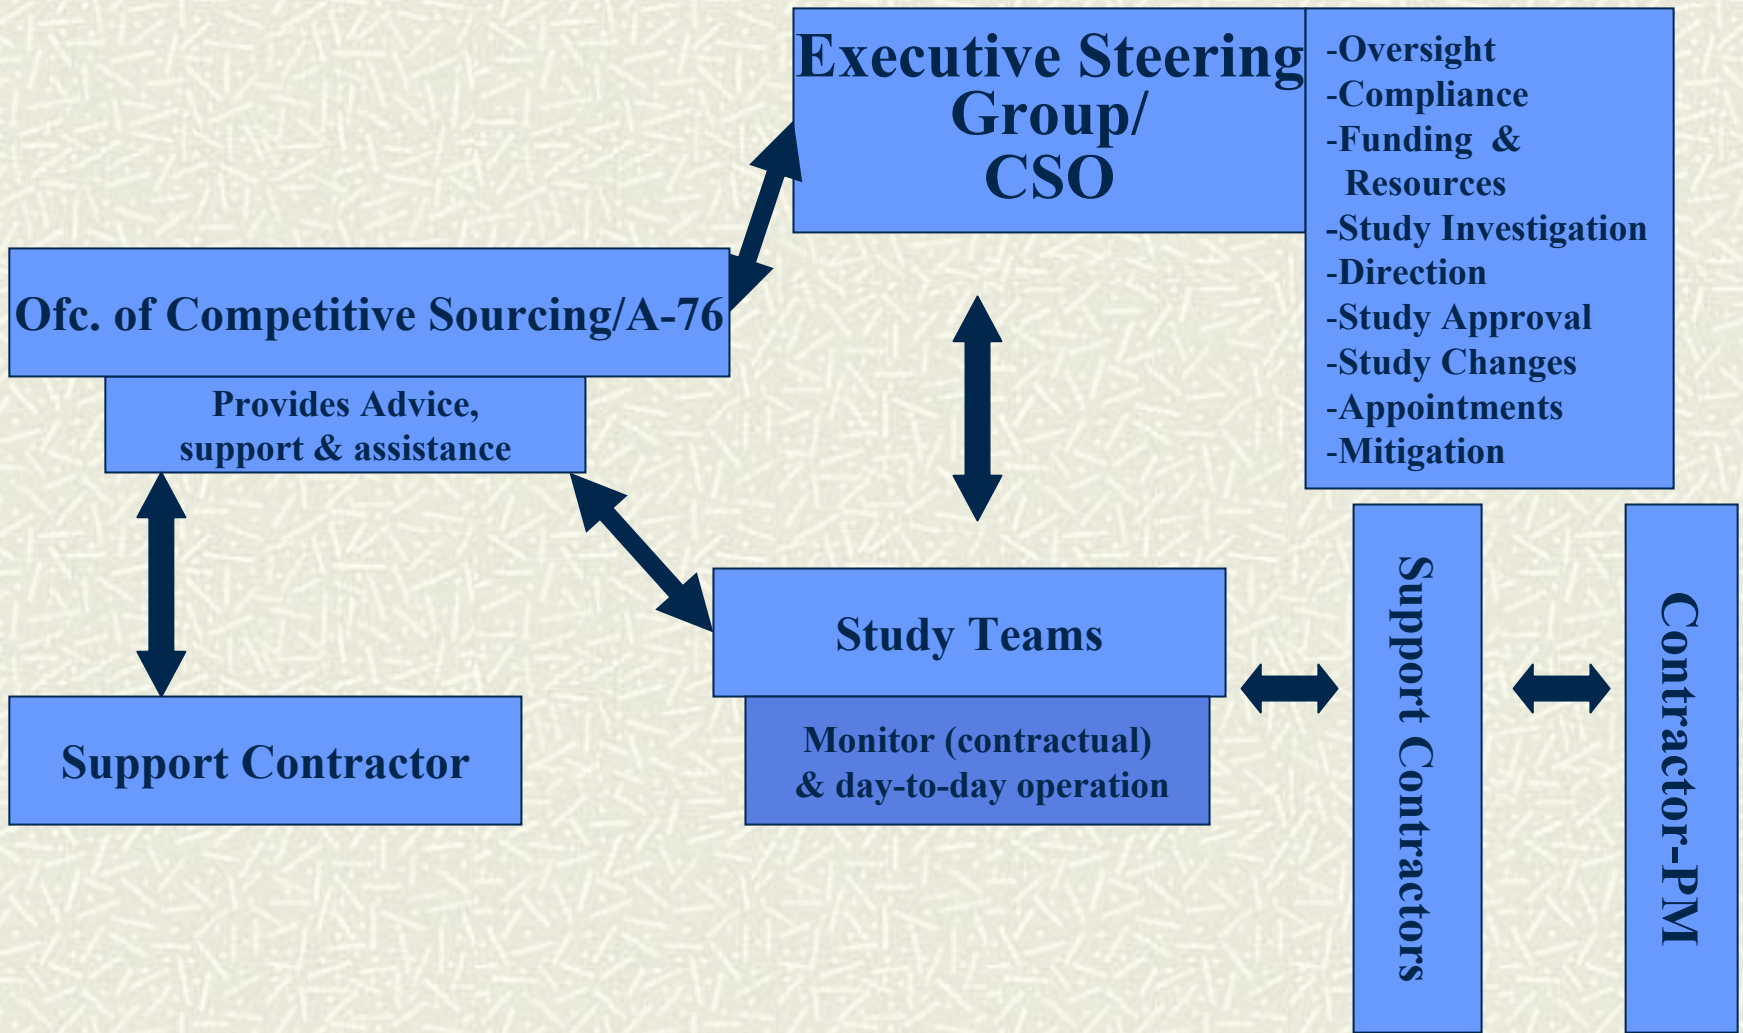 Executive Steering
Group/
CSO
-Oversight
-Compliance
-Funding  &
Resources
-Study Investigation
-Direction
-Study Approval
-Study Changes
-Appointments
-Mitigation
Ofc. of Competitive Sourcing/A-76
Provides Advice,
support & assistance
Study Teams
Monitor (contractual)
& day-to-day operation
Support Contractor
Support Contractors
Contractor-PM